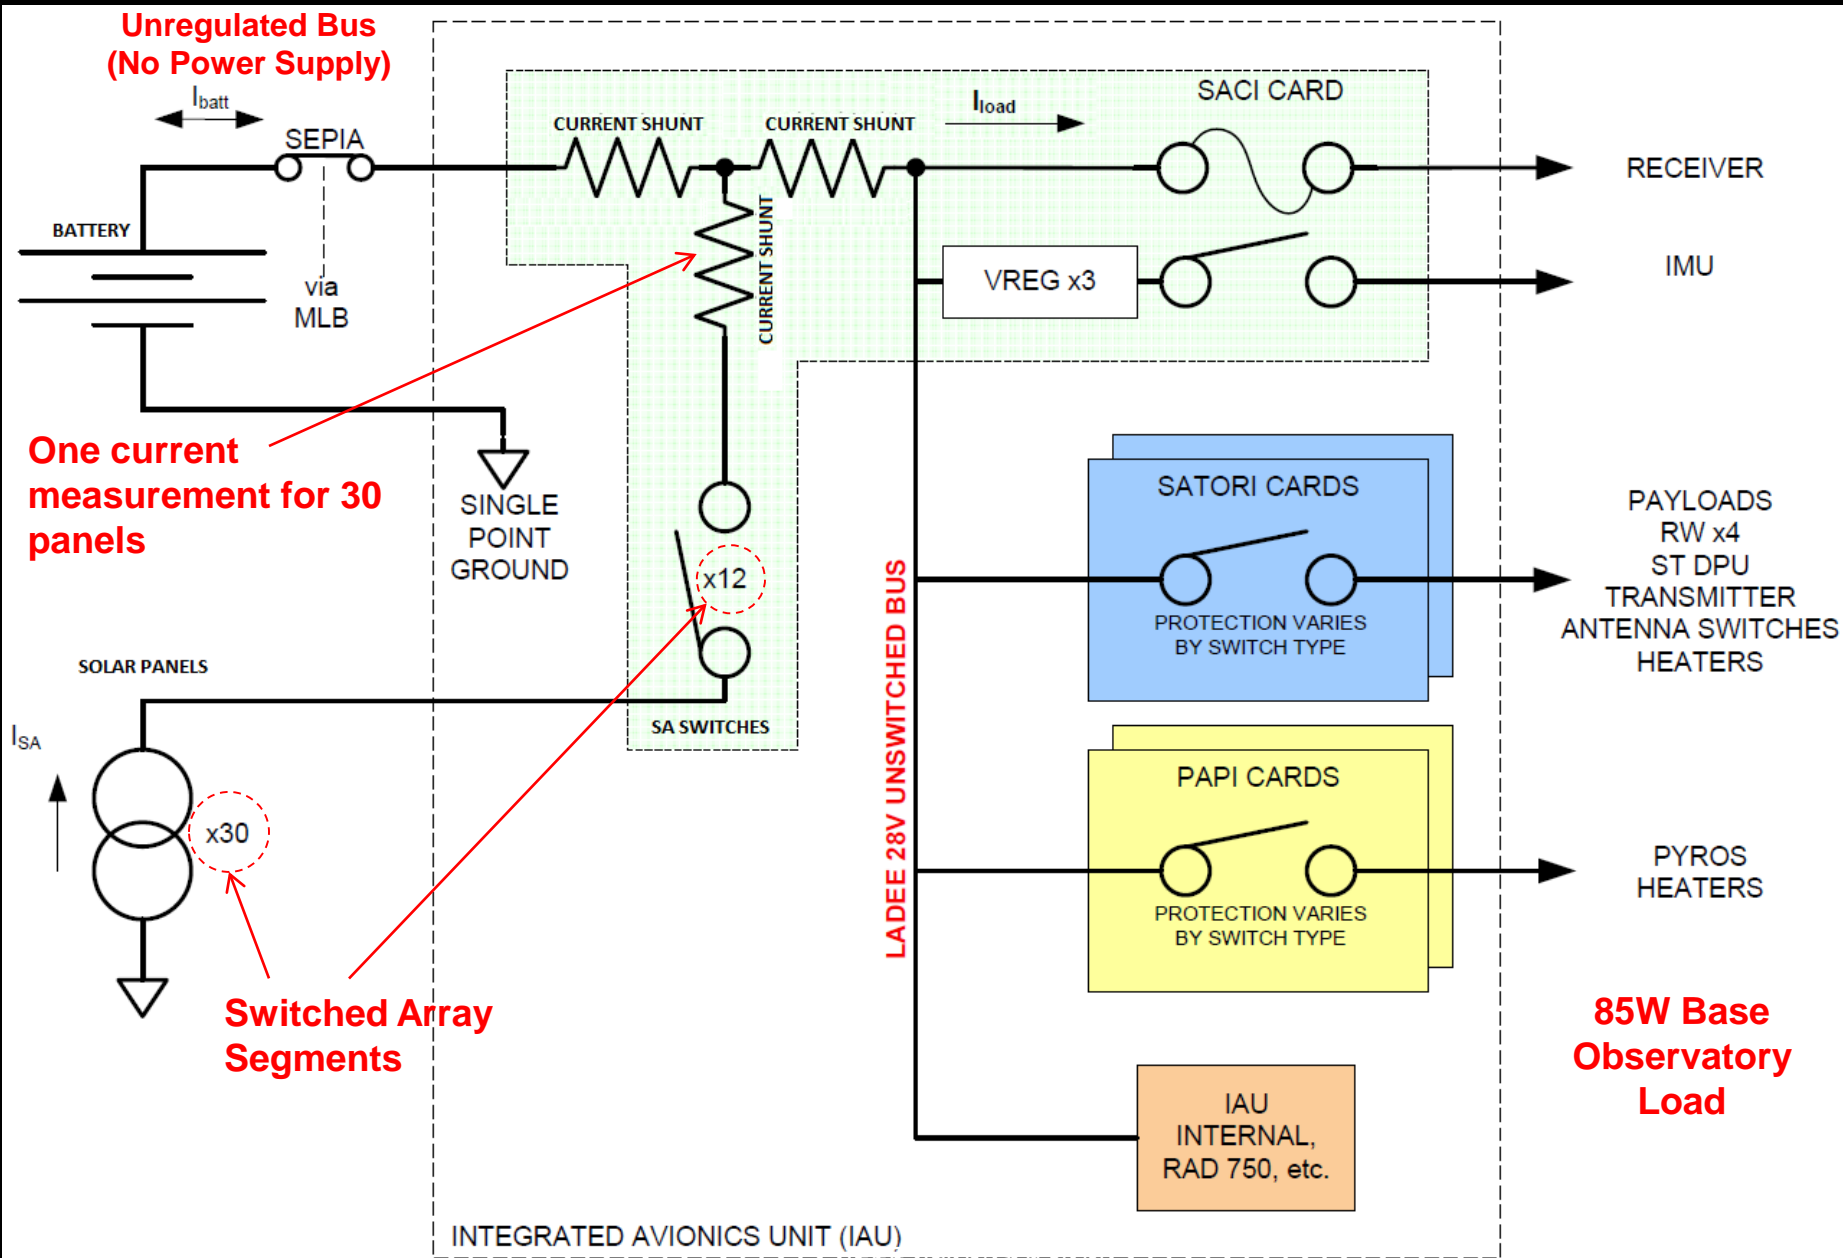 Unregulated Bus
(No Power Supply)
Ibatt
SEPIA
via
MLB
BATTERY
CURRENT SHUNT
CURRENT SHUNT
Iload
SACI CARD
RECEIVER
CURRENT SHUNT
VREG x3
IMU
One current
measurement for 30
panels
SINGLE
POINT
GROUND
x12
SA SWITCHES
SOLAR PANELS
ISA
x30
Switched Array
Segments
LADEE 28V UNSWITCHED BUS
SATORI CARDS
PROTECTION VARIES
BY SWITCH TYPE
PAYLOADS
RW x4
ST DPU
TRANSMITTER
ANTENNA SWITCHES
HEATERS
PAPI CARDS
PROTECTION VARIES
BY SWITCH TYPE
PYROS
HEATERS
85W Base
Observatory
Load
IAU
INTERNAL,
RAD 750, etc.
INTEGRATED AVIONICS UNIT (IAU)